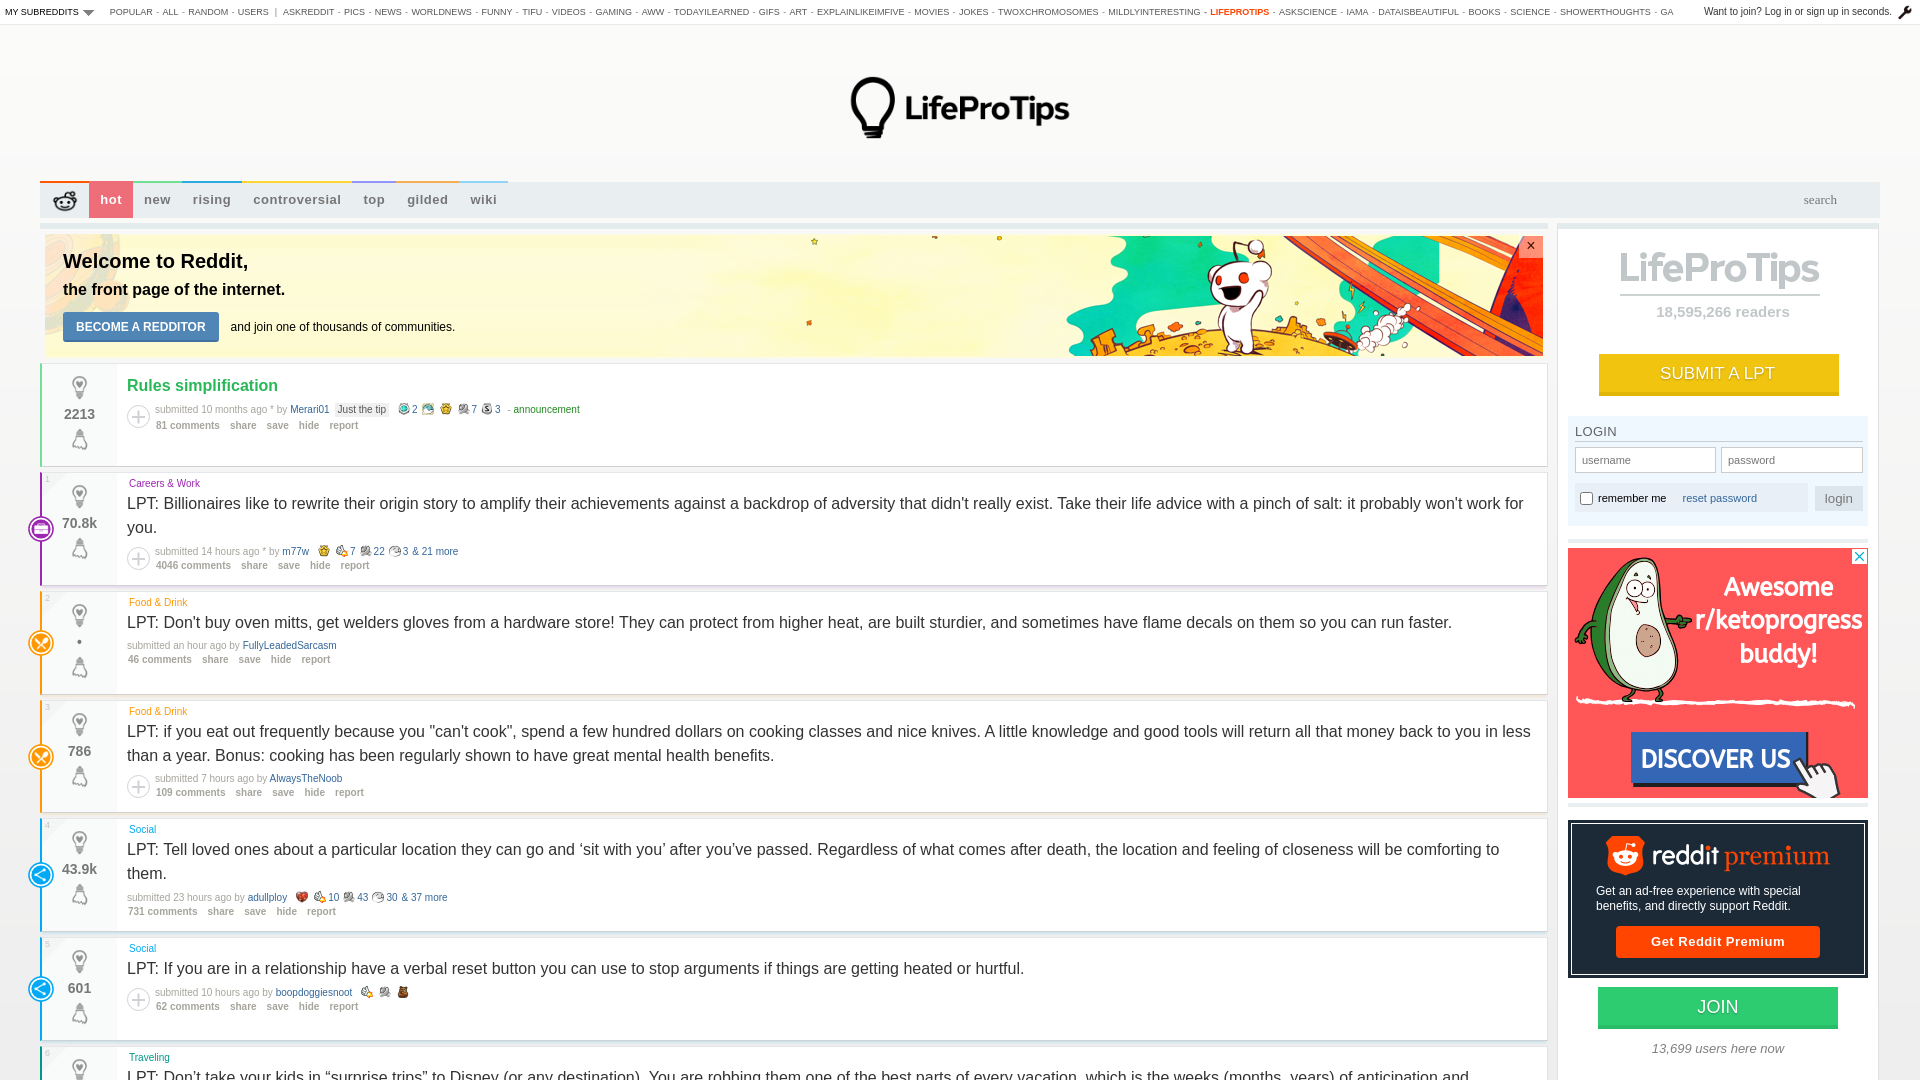 MY SUBREDDITS POPULAR - ALL - RANDOM - USERS | ASKREDDIT - PICS - NEWS - WORLDNEWS - FUNNY - TIFU - VIDEOS - GAMING - AWW - TODAYILEARNED - GIFS - ART - EXPLAINLIKEIMFIVE - MOVIES - JOKES - TWOXCHROMOSOMES - MILDLYINTERESTING - LIFEPROTIPS - ASKSCIENCE - IAMA - DATAISBEAUTIFUL - BOOKS - SCIENCE - SHOWERTHOUGHTS - GA Want to join? Log in or sign up in seconds.
LifeProTips
hot new rising controversial top gilded wiki search
Welcome to Reddit,
the front page of the internet.
BECOME A REDDITOR and join one of thousands of communities.
×
Rules simplification
2213
submitted 10 months ago * by Merari01 Just the tip 2 7 3 - announcement
81 comments share save hide report
1
Careers & Work
LPT: Billionaires like to rewrite their origin story to amplify their achievements against a backdrop of adversity that didn't really exist. Take their life advice with a pinch of salt: it probably won't work for
you.
70.8k
submitted 14 hours ago * by m77w 7 22 3 & 21 more
4046 comments share save hide report
2
Food & Drink
LPT: Don't buy oven mitts, get welders gloves from a hardware store! They can protect from higher heat, are built sturdier, and sometimes have flame decals on them so you can run faster.
•
submitted an hour ago by FullyLeadedSarcasm
46 comments share save hide report
3
Food & Drink
LPT: if you eat out frequently because you "can't cook", spend a few hundred dollars on cooking classes and nice knives. A little knowledge and good tools will return all that money back to you in less
than a year. Bonus: cooking has been regularly shown to have great mental health benefits.
786
submitted 7 hours ago by AlwaysTheNoob
109 comments share save hide report
4
Social
LPT: Tell loved ones about a particular location they can go and ‘sit with you’ after you’ve passed. Regardless of what comes after death, the location and feeling of closeness will be comforting to
them.
43.9k
submitted 23 hours ago by adullploy 10 43 30 & 37 more
731 comments share save hide report
5
Social
LPT: If you are in a relationship have a verbal reset button you can use to stop arguments if things are getting heated or hurtful.
601
submitted 10 hours ago by boopdoggiesnoot
62 comments share save hide report
6
Traveling
LPT: Don’t take your kids in “surprise trips” to Disney (or any destination). You are robbing them one of the best parts of every vacation, which is the weeks (months, years) of anticipation and
LifeProTips
18,595,266 readers
SUBMIT A LPT
LOGIN
username password
remember me reset password login
Awesome
r/ketoprogress
buddy!
DISCOVER US
reddit premium
Get an ad-free experience with special
benefits, and directly support Reddit.
Get Reddit Premium
JOIN
13,699 users here now